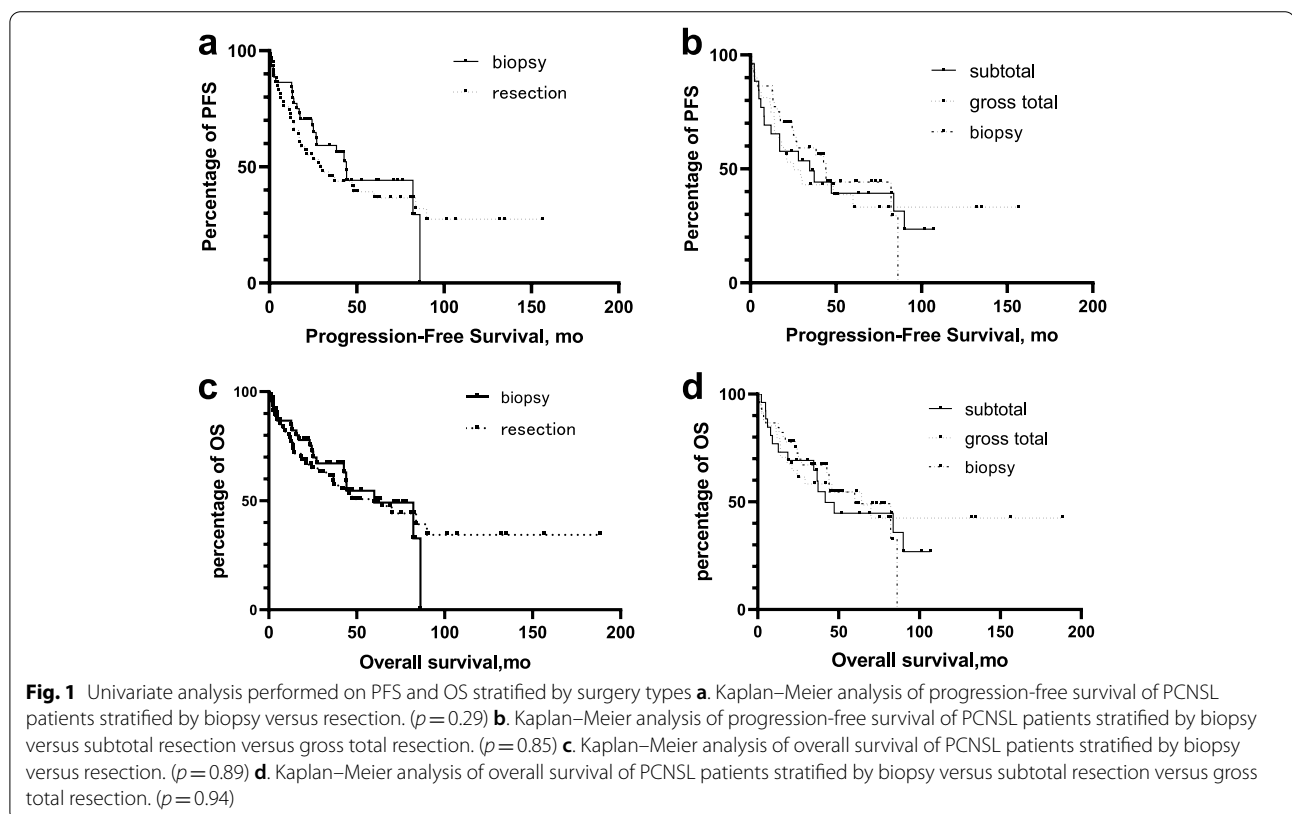 a
100
50
0
Percentage of PFS
biopsy
resection
0 50 100 150 200
Progression-Free Survival, mo
b
100
50
0
Percentage of PFS
subtotal
gross total
biopsy
0 50 100 150 200
Progression-Free Survival, mo
c
100
50
0
percentage of OS
biopsy
resection
0 50 100 150 200
Overall survival,mo
d
100
50
0
percentage of OS
subtotal
gross total
biopsy
0 50 100 150 200
Overall survival,mo
Fig. 1 Univariate analysis performed on PFS and OS stratified by surgery types a. Kaplan–Meier analysis of progression-free survival of PCNSL
patients stratified by biopsy versus resection. (p = 0.29) b. Kaplan–Meier analysis of progression-free survival of PCNSL patients stratified by biopsy
versus subtotal resection versus gross total resection. (p = 0.85) c. Kaplan–Meier analysis of overall survival of PCNSL patients stratified by biopsy
versus resection. (p = 0.89) d. Kaplan–Meier analysis of overall survival of PCNSL patients stratified by biopsy versus subtotal resection versus gross
total resection. (p = 0.94)